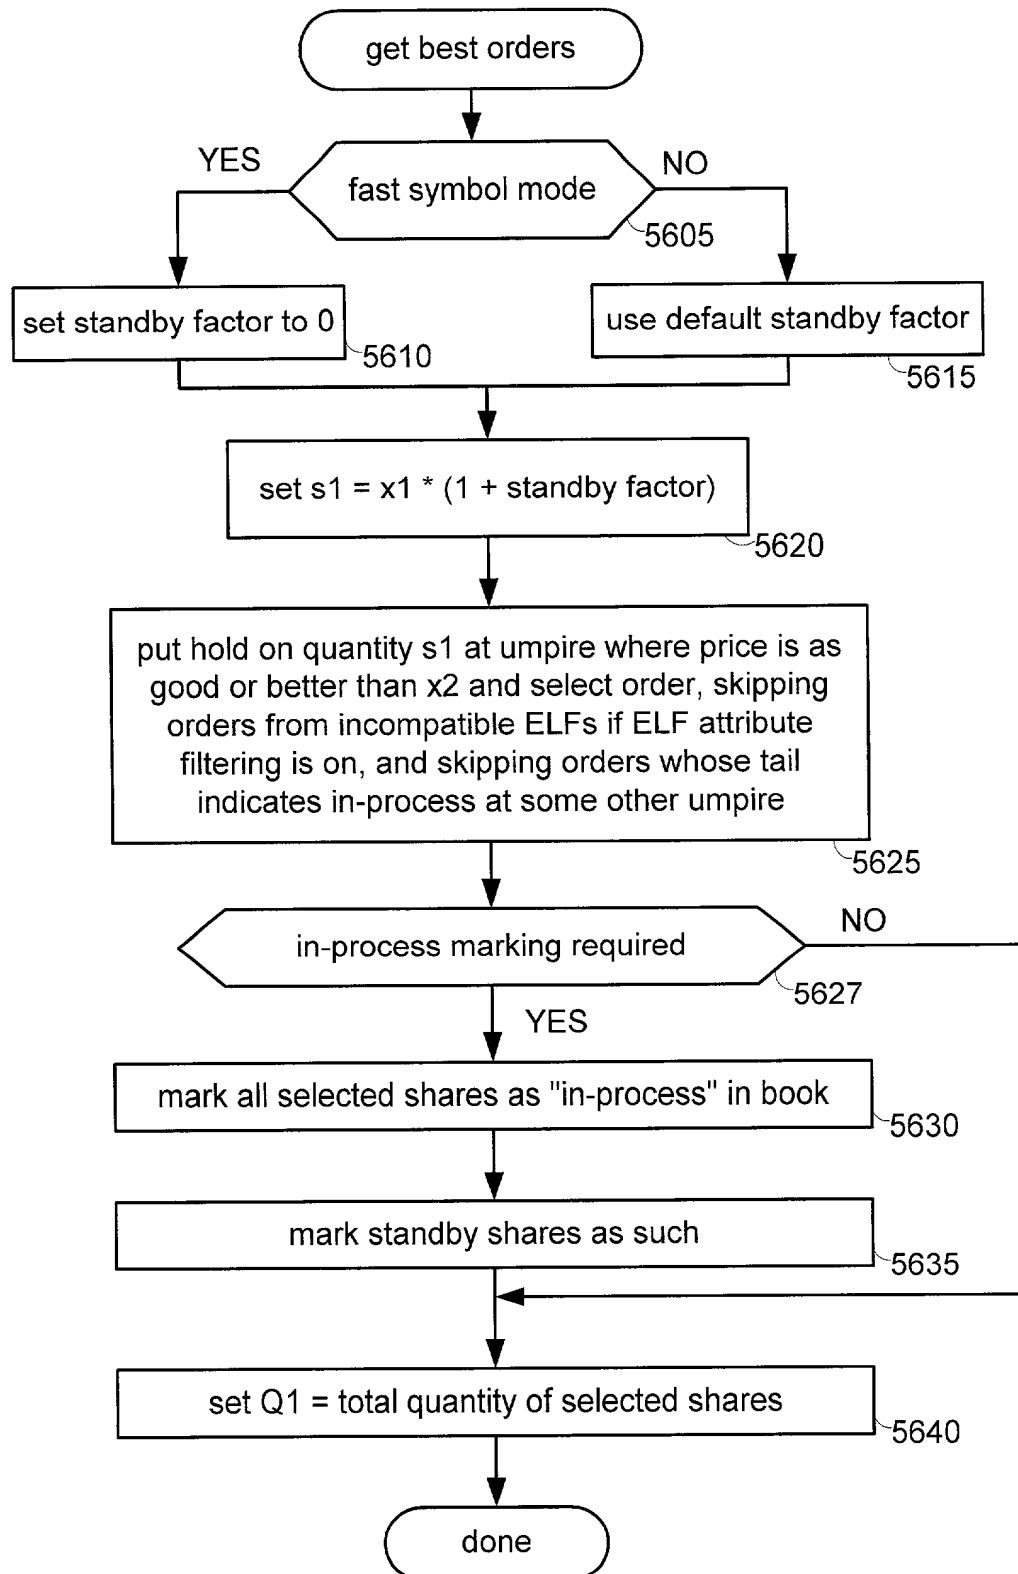 get best orders
YES
NO
fast symbol mode
5605
set standby factor to 0
5610
use default standby factor
5615
set s1 = x1 * (1 + standby factor)
5620
put hold on quantity s1 at umpire where price is as
good or better than x2 and select order, skipping
orders from incompatible ELFs if ELF attribute
filtering is on, and skipping orders whose tail
indicates in-process at some other umpire
5625
NO
in-process marking required
5627
YES
mark all selected shares as "in-process" in book
5630
mark standby shares as such
5635
set Q1 = total quantity of selected shares
5640
done